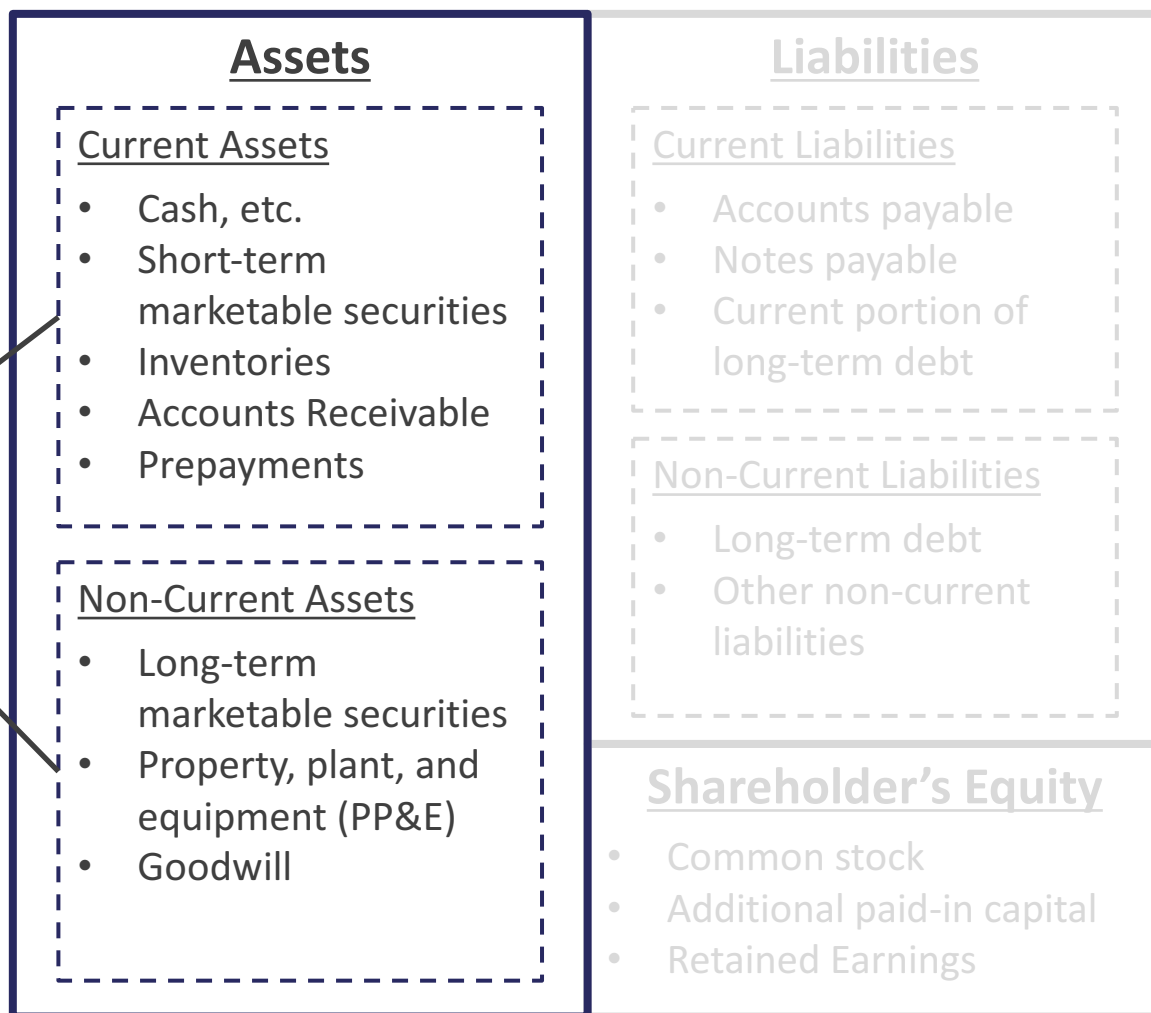 Assets
Current Assets
• Cash, etc.
• Short-term
marketable securities
• Inventories
• Accounts Receivable
• Prepayments
Non-Current Assets
• Long-term
marketable securities
• Property, plant, and
equipment (PP&E)
• Goodwill
Liabilities
Current Liabilities
• Accounts payable
• Notes payable
• Current portion of
long-term debt
Non-Current Liabilities
• Long-term debt
• Other non-current
liabilities
Shareholder’s Equity
• Common stock
• Additional paid-in capital
• Retained Earnings